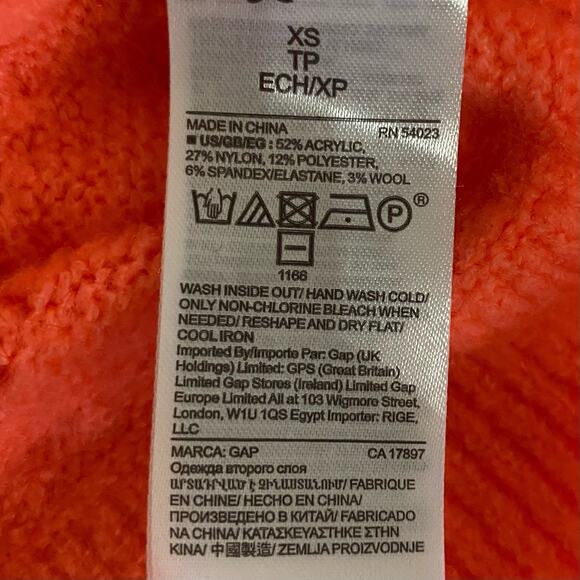 XS
TP
ECH/XP
MADE IN CHINA RN 54023
■ US/GB/EG : 52% ACRYLIC,
27% NYLON, 12% POLYESTER,
6% SPANDEX/ELASTANE, 3% WOOL
P®
1166
WASH INSIDE OUT/ HAND WASH COLD/
ONLY NON-CHLORINE BLEACH WHEN
NEEDED/ RESHAPE AND DRY FLAT/
COOL IRON
Imported By/Importe Par: Gap (UK
Holdings) Limited: GPS (Great Britain)
Limited Gap Stores (Ireland) Limited Gap
Europe Limited All at 103 Wigmore Street,
London, W1U 1QS Egypt Importer: RIGE,
LLC
MARCA: GAP CA 17897
Одежда второго слоя
ԱՐՏԱԴՐՎԱԾ Է ՉԻՆԱՍՏԱՆՈՒՄ/ FABRIQUE
EN CHINE/ HECHO EN CHINA/
ПРОИЗВЕДЕНО В КИТАЙ/ FABRICADO
NA CHINA/ ΚΑΤΑΣΚΕΥΑΣΤΗΚΕ ΣΤΗΝ
ΚΙΝΑ/ 中國製造/ ZEMLJA PROIZVODNJE